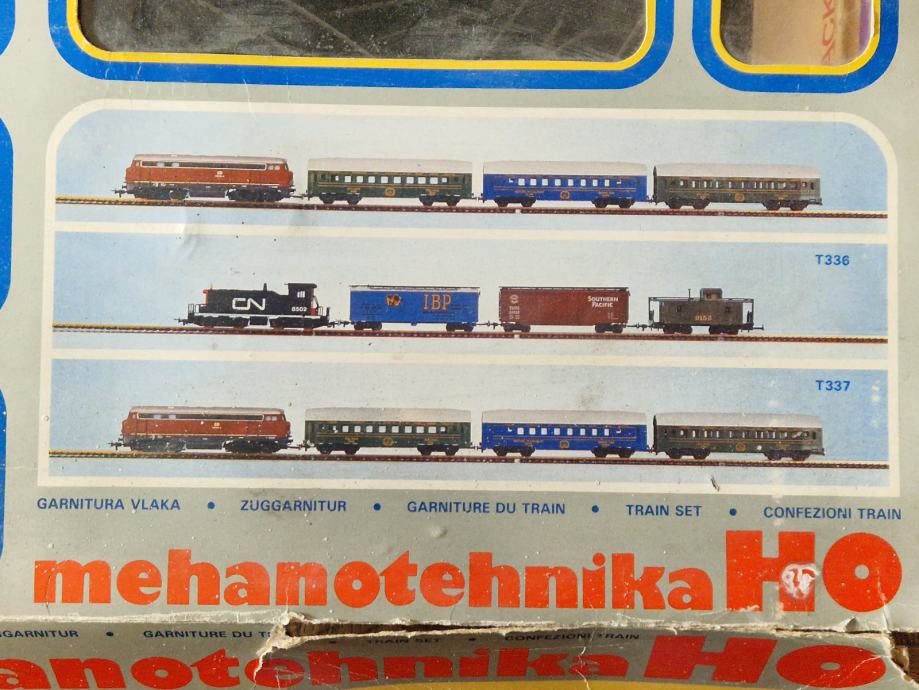 T336
CN
8502
IBP
SOUTHERN
PACIFIC
T337
GARNITURA VLAKA • ZUGGARNITUR • GARNITURE DU TRAIN • TRAIN SET • CONFEZIONI TRAIN
mehanotehnika HO
GARNITUR • GARNITURE DU • TRAIN SET • CONFEZIONI TRAIN
anotehnika HO